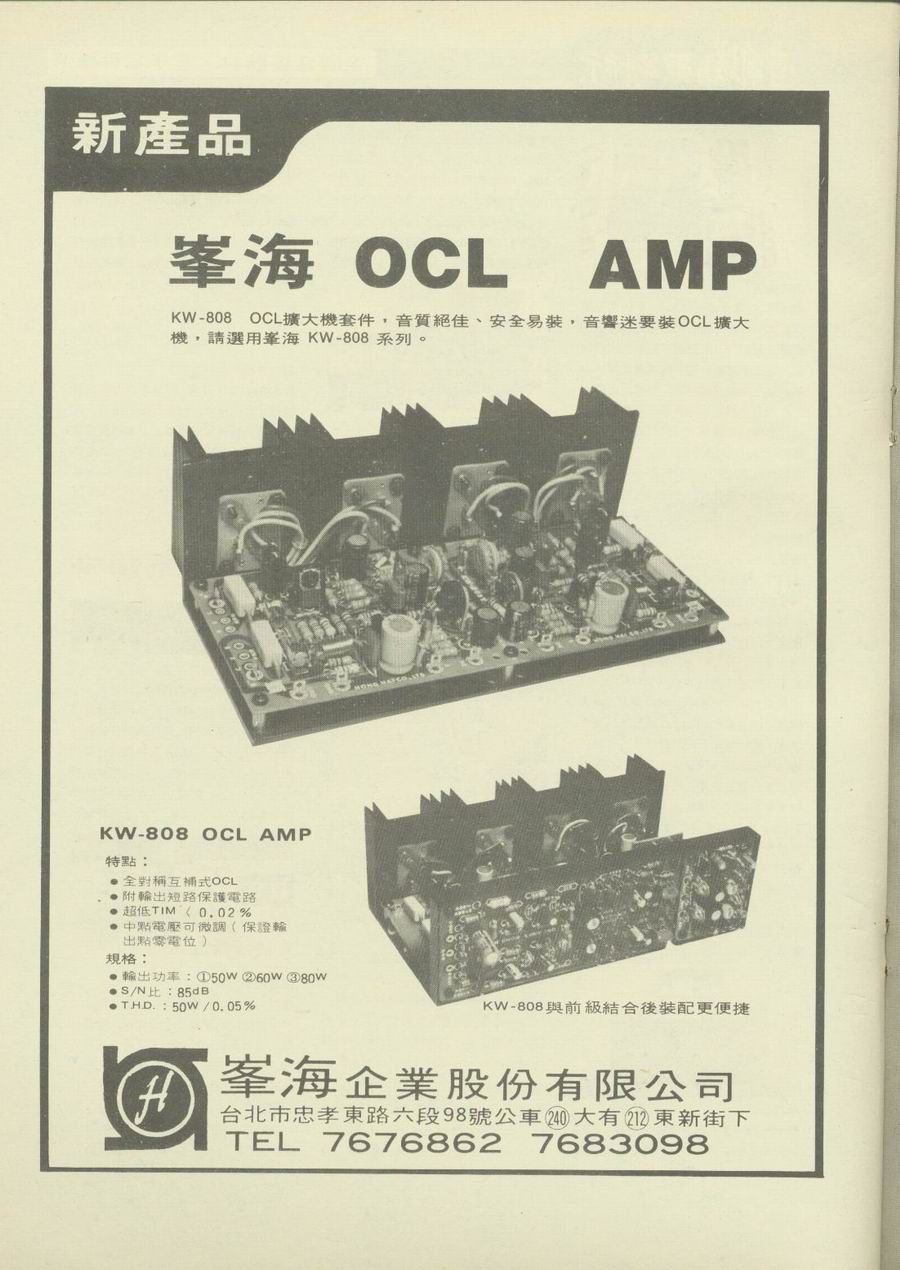 新產品
峯海 OCL AMP
KW-808 OCL擴大機套件，音質絕佳、安全易裝，音響迷要裝OCL擴大
機，請選用峯海 KW-808 系列。
HONG HAI CO., LTD
KW-808 OCL AMP
特點：
●全對稱互補式OCL
●附輸出短路保護電路
●超低TIM〈 0.02%
●中點電壓可微調（保證輸
出點零電位）
規格：
●輸出功率：①50W ②60W ③80W
●S/N比：85dB
●T.H.D.：50W / 0.05%
KW-808與前級結合後裝配更便捷
H
峯海企業股份有限公司
台北市忠孝東路六段98號公車240大有212東新街下
TEL 7676862 7683098